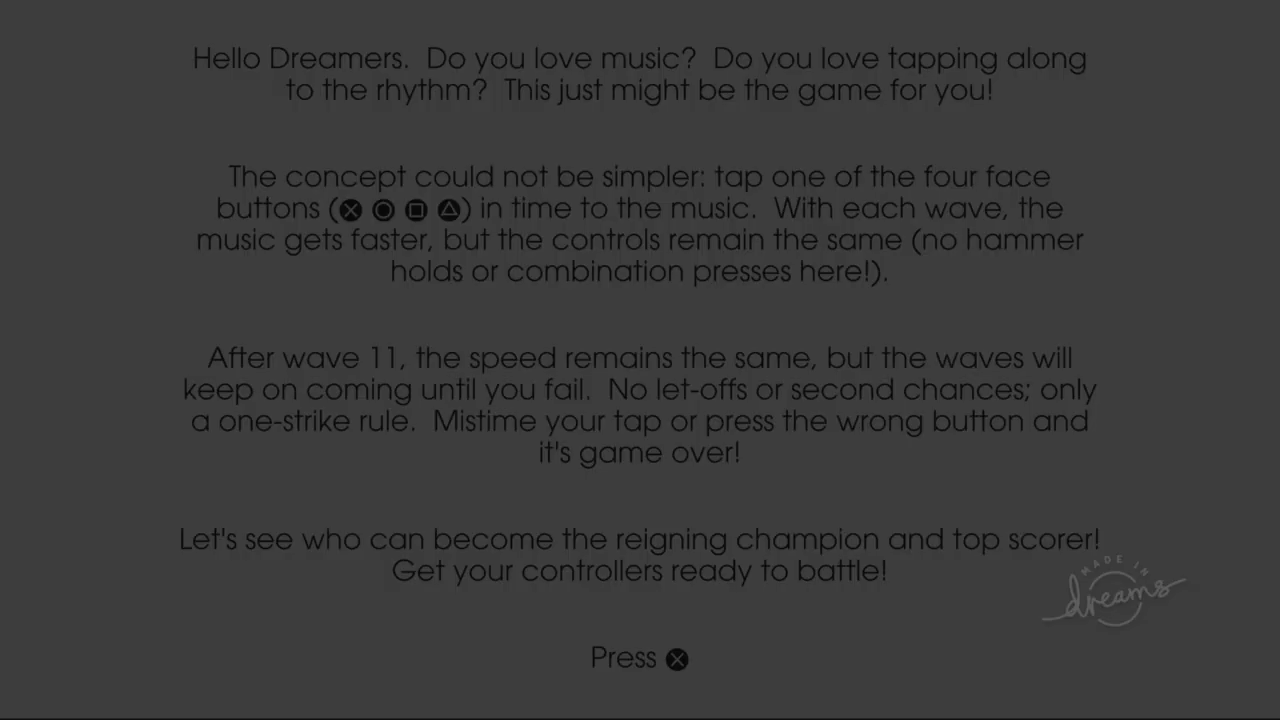 Hello Dreamers.  Do you love music?  Do you love tapping along
to the rhythm?  This just might be the game for you!
The concept could not be simpler: tap one of the four face
buttons (ⓧ ◉ ▣ △) in time to the music.  With each wave, the
music gets faster, but the controls remain the same (no hammer
holds or combination presses here!).
After wave 11, the speed remains the same, but the waves will
keep on coming until you fail.  No let-offs or second chances; only
a one-strike rule.  Mistime your tap or press the wrong button and
it's game over!
Let's see who can become the reigning champion and top scorer!
Get your controllers ready to battle!
MADE IN
dreams
Press ⓧ